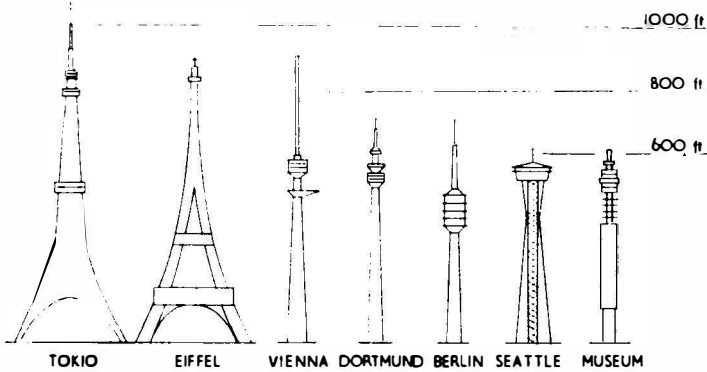 1000 ft
800 ft
600 ft
TOKIO EIFFEL VIENNA DORTMUND BERLIN SEATTLE MUSEUM